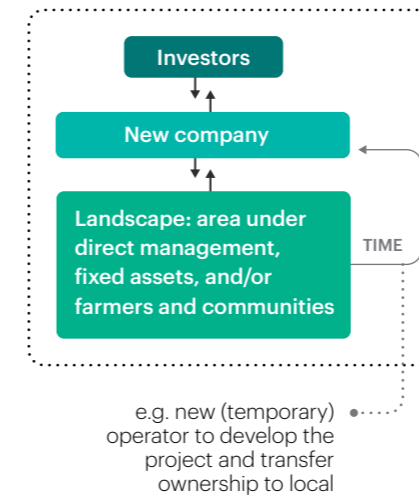 Investors
New company
Landscape: area under
direct management,
fixed assets, and/or
farmers and communities
TIME
e.g. new (temporary)
operator to develop the
project and transfer
ownership to local